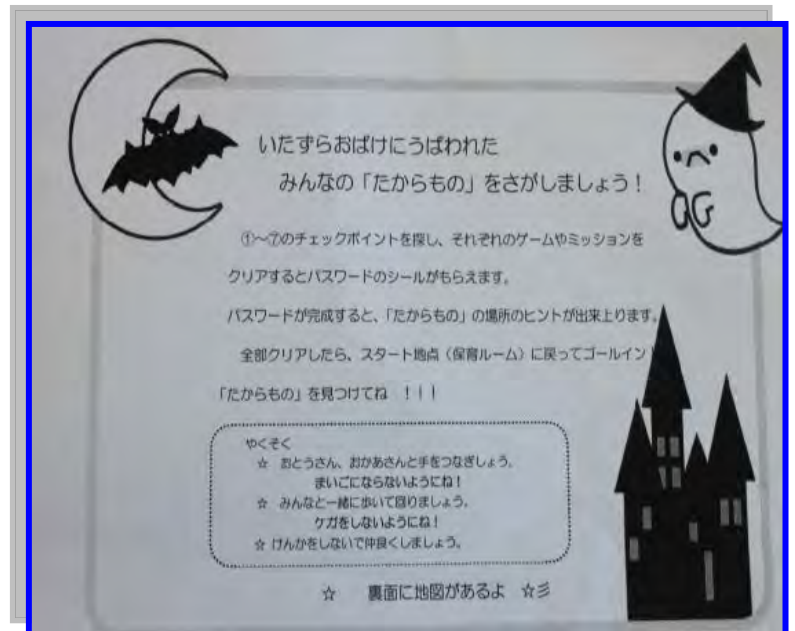 いたずらおばけにうばわれた
みんなの「たからもの」をさがしましょう！
①～⑦のチェックポイントを探し、それぞれのゲームやミッションを
クリアするとパスワードのシールがもらえます。
パスワードが完成すると、「たからもの」の場所のヒントが出来上ります。
全部クリアしたら、スタート地点（保育ルーム）に戻ってゴールイン！
「たからもの」を見つけてね　！！！
やくそく
☆　おとうさん、おかあさんと手をつなぎしょう。
まいごにならないようにね！
☆　みんなと一緒に歩いて回りましょう。
ケガをしないようにね！
☆ けんかをしないで仲良くしましょう。
☆　裏面に地図があるよ　☆彡